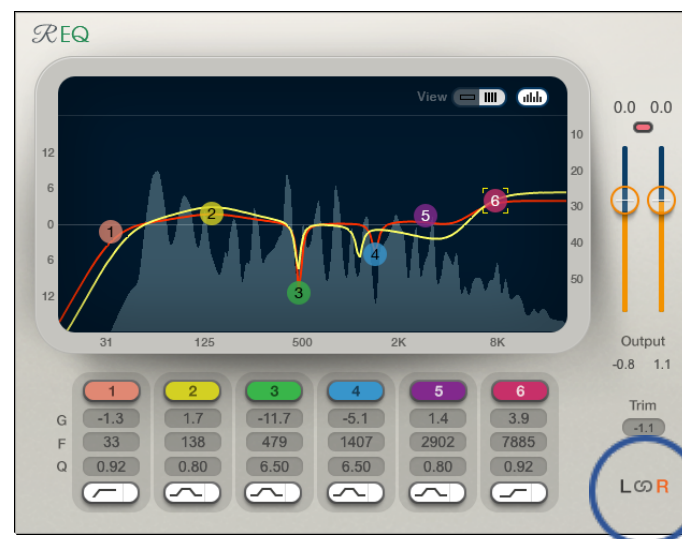 REQ
View
0.0 0.0
12
6
0
6
12
10
20
30
40
50
1
2
3
4
5
6
31 125 500 2K 8K
Output
-0.8 1.1
Trim
-1.1
1 2 3 4 5 6
G -1.3 1.7 -11.7 -5.1 1.4 3.9
F 33 138 479 1407 2902 7885
Q 0.92 0.80 6.50 6.50 0.80 0.92
L R